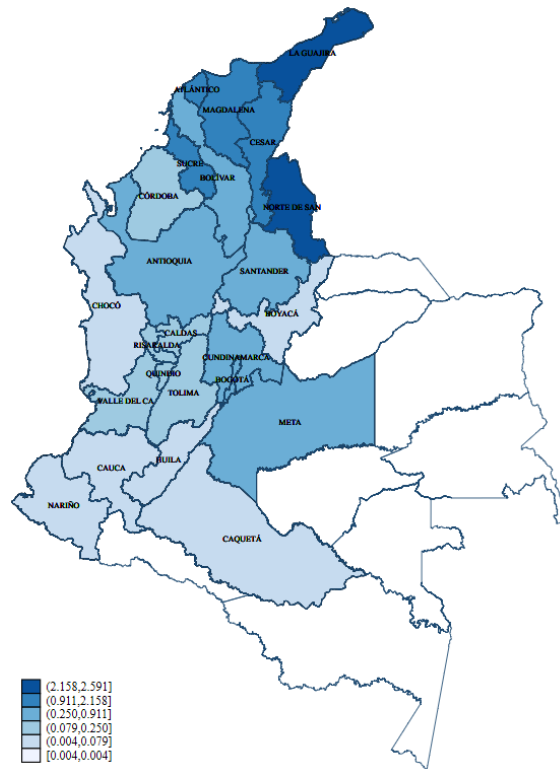 LA GUAJIRA
ATLÁNTICO
MAGDALENA
CESAR
SUCRE
BOLÍVAR
CÓRDOBA
NORTE DE SAN
ANTIOQUIA
SANTANDER
CHOCÓ
BOYACÁ
CALDAS
RISARALDA
CUNDINAMARCA
QUINDIO
BOGOTÁ
TOLIMA
VALLE DEL CA
META
HUILA
CAUCA
NARIÑO
CAQUETÁ
(2.158,2.591]
(0.911,2.158]
(0.250,0.911]
(0.079,0.250]
(0.004,0.079]
[0.004,0.004]